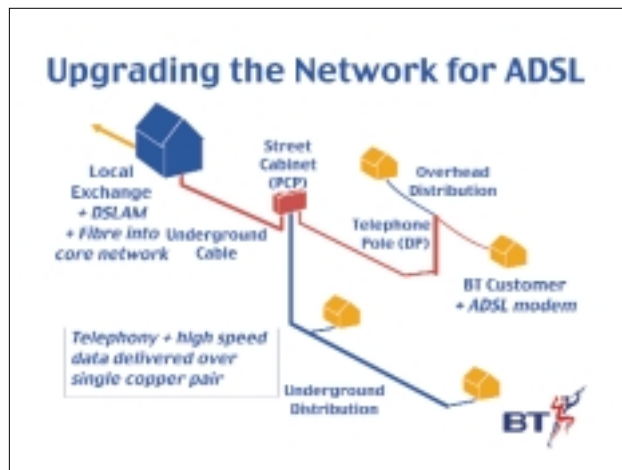 Upgrading the Network for ADSL
Local
Exchange
+ DSLAM
+ Fibre into
core network
Underground
Cable
Street
Cabinet
(PCP)
Overhead
Distribution
Telephone
Pole (DP)
BT Customer
+ ADSL modem
Telephony + high speed
data delivered over
single copper pair
Underground
Distribution
BT